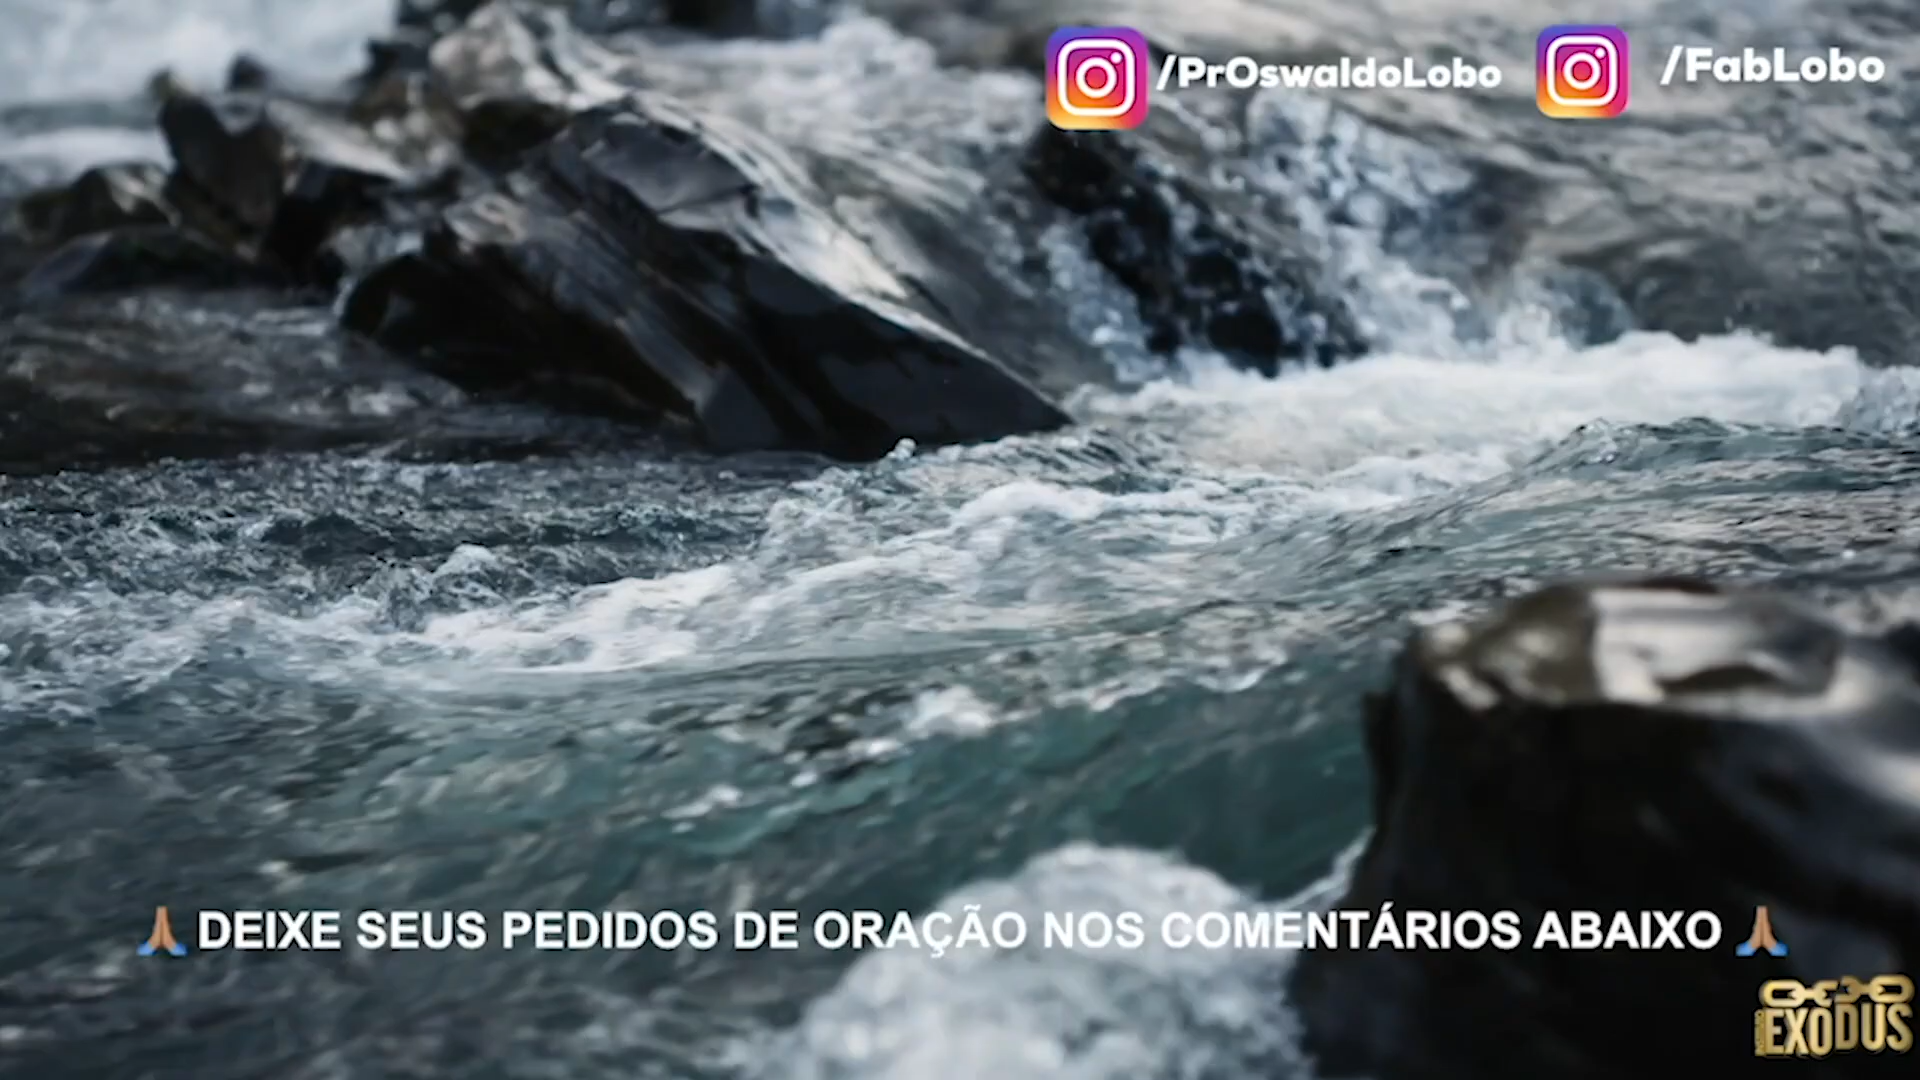 /PrOswaldoLobo
/FabLobo
🙏🏽 DEIXE SEUS PEDIDOS DE ORAÇÃO NOS COMENTÁRIOS ABAIXO 🙏🏽
EXODUS